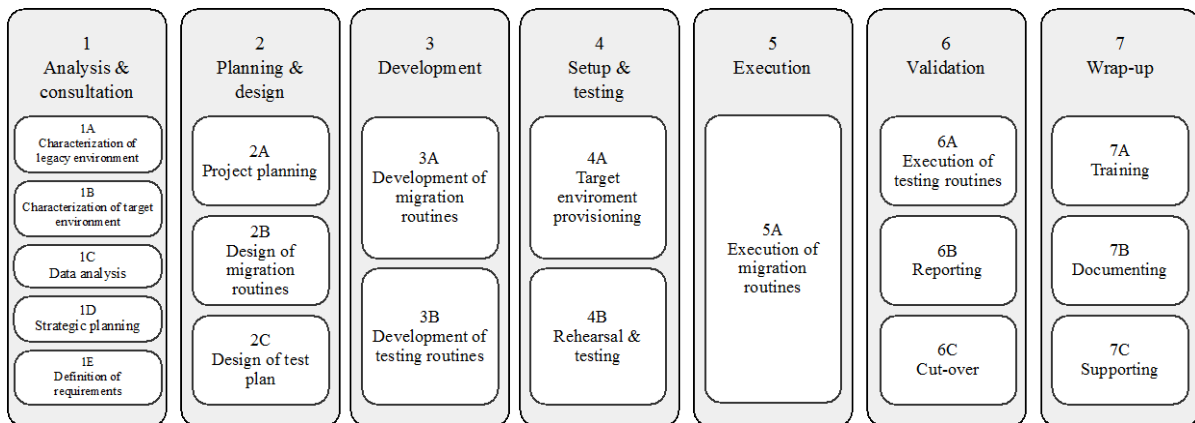 1
Analysis &
consultation
1A
Characterization of
legacy environment
1B
Characterization of target
environment
1C
Data analysis
1D
Strategic planning
1E
Definition of
requirements
2
Planning &
design
2A
Project planning
2B
Design of
migration
routines
2C
Design of test
plan
3
Development
3A
Development of
migration
routines
3B
Development of
testing routines
4
Setup &
testing
4A
Target
enviroment
provisioning
4B
Rehearsal &
testing
5
Execution
5A
Execution of
migration
routines
6
Validation
6A
Execution of
testing routines
6B
Reporting
6C
Cut-over
7
Wrap-up
7A
Training
7B
Documenting
7C
Supporting